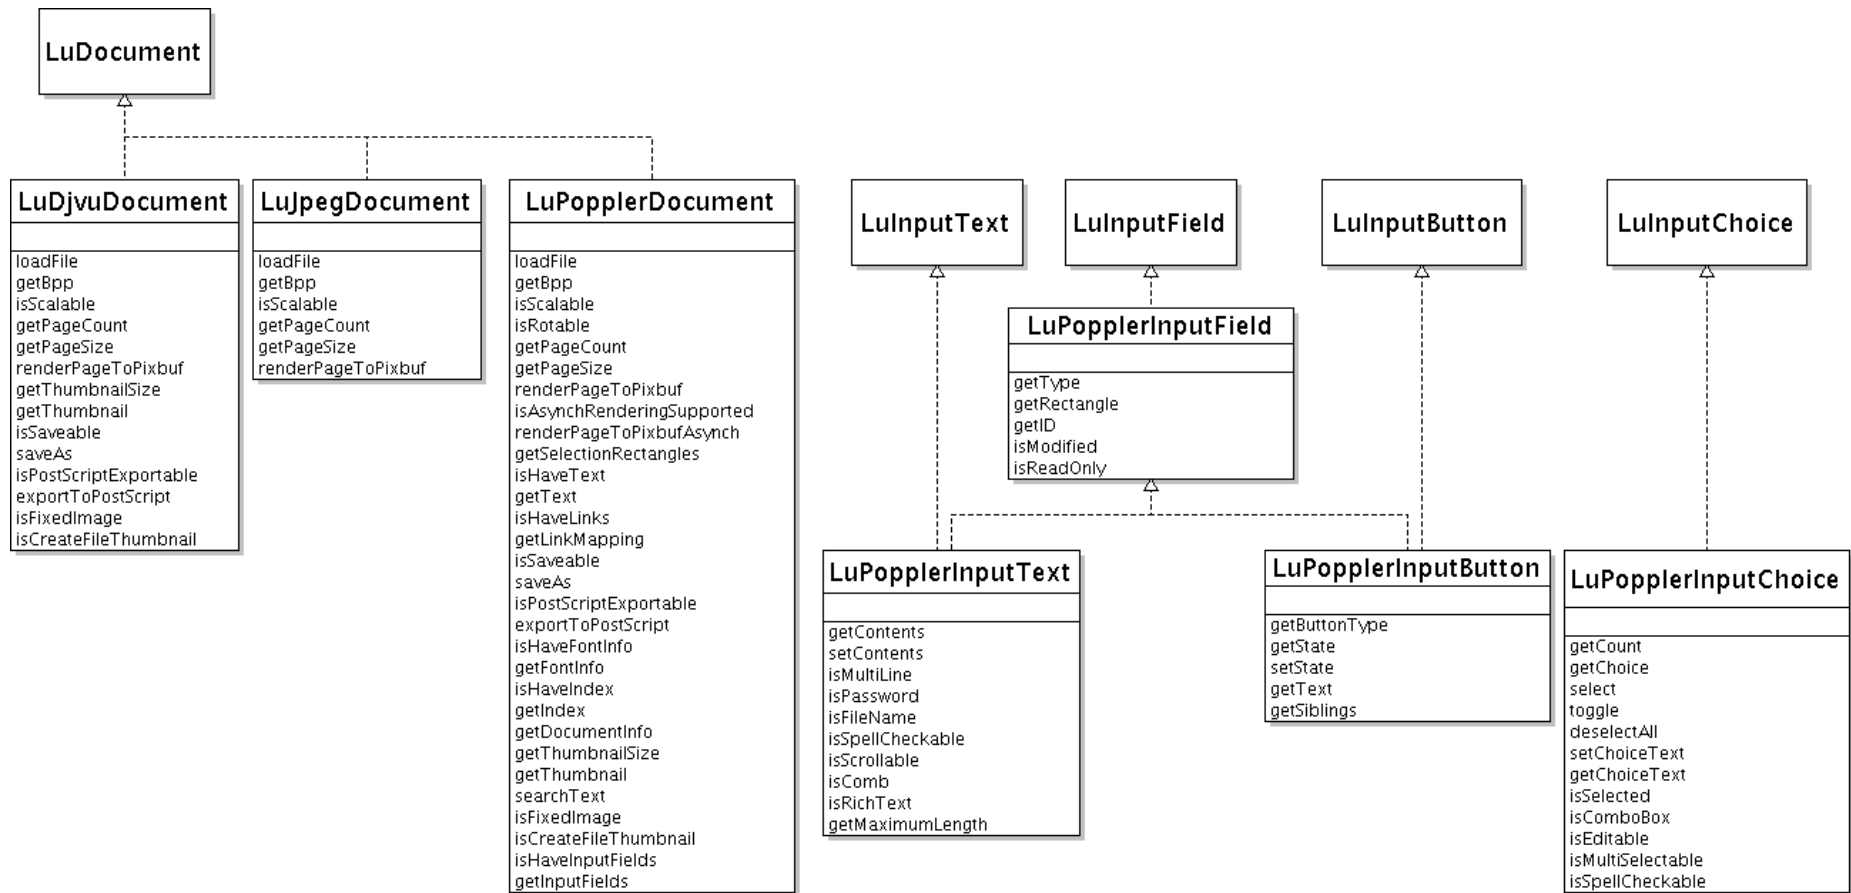 LuDocument
LuDjvuDocument
loadFile
getBpp
isScalable
getPageCount
getPageSize
renderPageToPixbuf
getThumbnailSize
getThumbnail
isSaveable
saveAs
isPostScriptExportable
exportToPostScript
isFixedImage
isCreateFileThumbnail
LuJpegDocument
loadFile
getBpp
isScalable
getPageCount
getPageSize
renderPageToPixbuf
LuPopplerDocument
loadFile
getBpp
isScalable
isRotable
getPageCount
getPageSize
renderPageToPixbuf
isAsynchRenderingSupported
renderPageToPixbufAsynch
getSelectionRectangles
isHaveText
getText
isHaveLinks
getLinkMapping
isSaveable
saveAs
isPostScriptExportable
exportToPostScript
isHaveFontInfo
getFontInfo
isHaveIndex
getIndex
getDocumentInfo
getThumbnailSize
getThumbnail
searchText
isFixedImage
isCreateFileThumbnail
isHaveInputFields
getInputFields
LuInputText
LuInputField
LuInputButton
LuInputChoice
LuPopplerInputField
getType
getRectangle
getID
isModified
isReadOnly
LuPopplerInputText
getContents
setContents
isMultiLine
isPassword
isFileName
isSpellCheckable
isScrollable
isComb
isRichText
getMaximumLength
LuPopplerInputButton
getButtonType
getState
setState
getText
getSiblings
LuPopplerInputChoice
getCount
getChoice
select
toggle
deselectAll
setChoiceText
getChoiceText
isSelected
isComboBox
isEditable
isMultiSelectable
isSpellCheckable